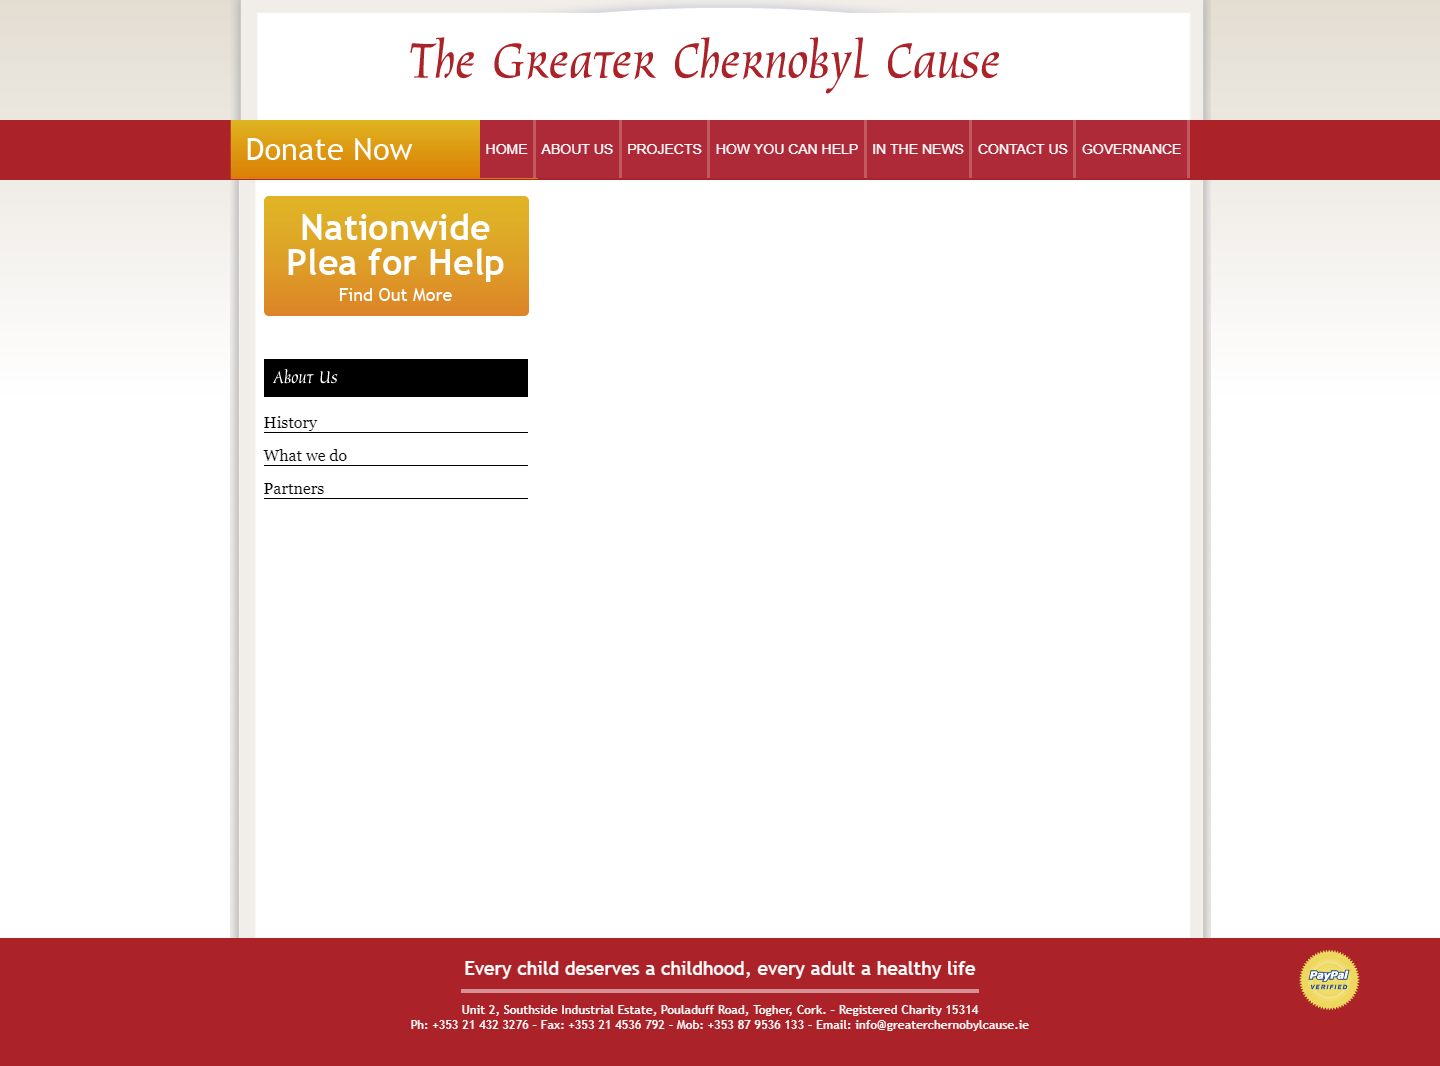 The Greater Chernobyl Cause
Donate Now
HOME
ABOUT US
PROJECTS
HOW YOU CAN HELP
IN THE NEWS
CONTACT US
GOVERNANCE
Nationwide
Plea for Help
Find Out More
About Us
History
What we do
Partners
Every child deserves a childhood, every adult a healthy life
Unit 2, Southside Industrial Estate, Pouladuff Road, Togher, Cork. - Registered Charity 15314
Ph: +353 21 432 3276 - Fax: +353 21 4536 792 - Mob: +353 87 9536 133 - Email: info@greaterchernobylcause.ie
PayPal
VERIFIED